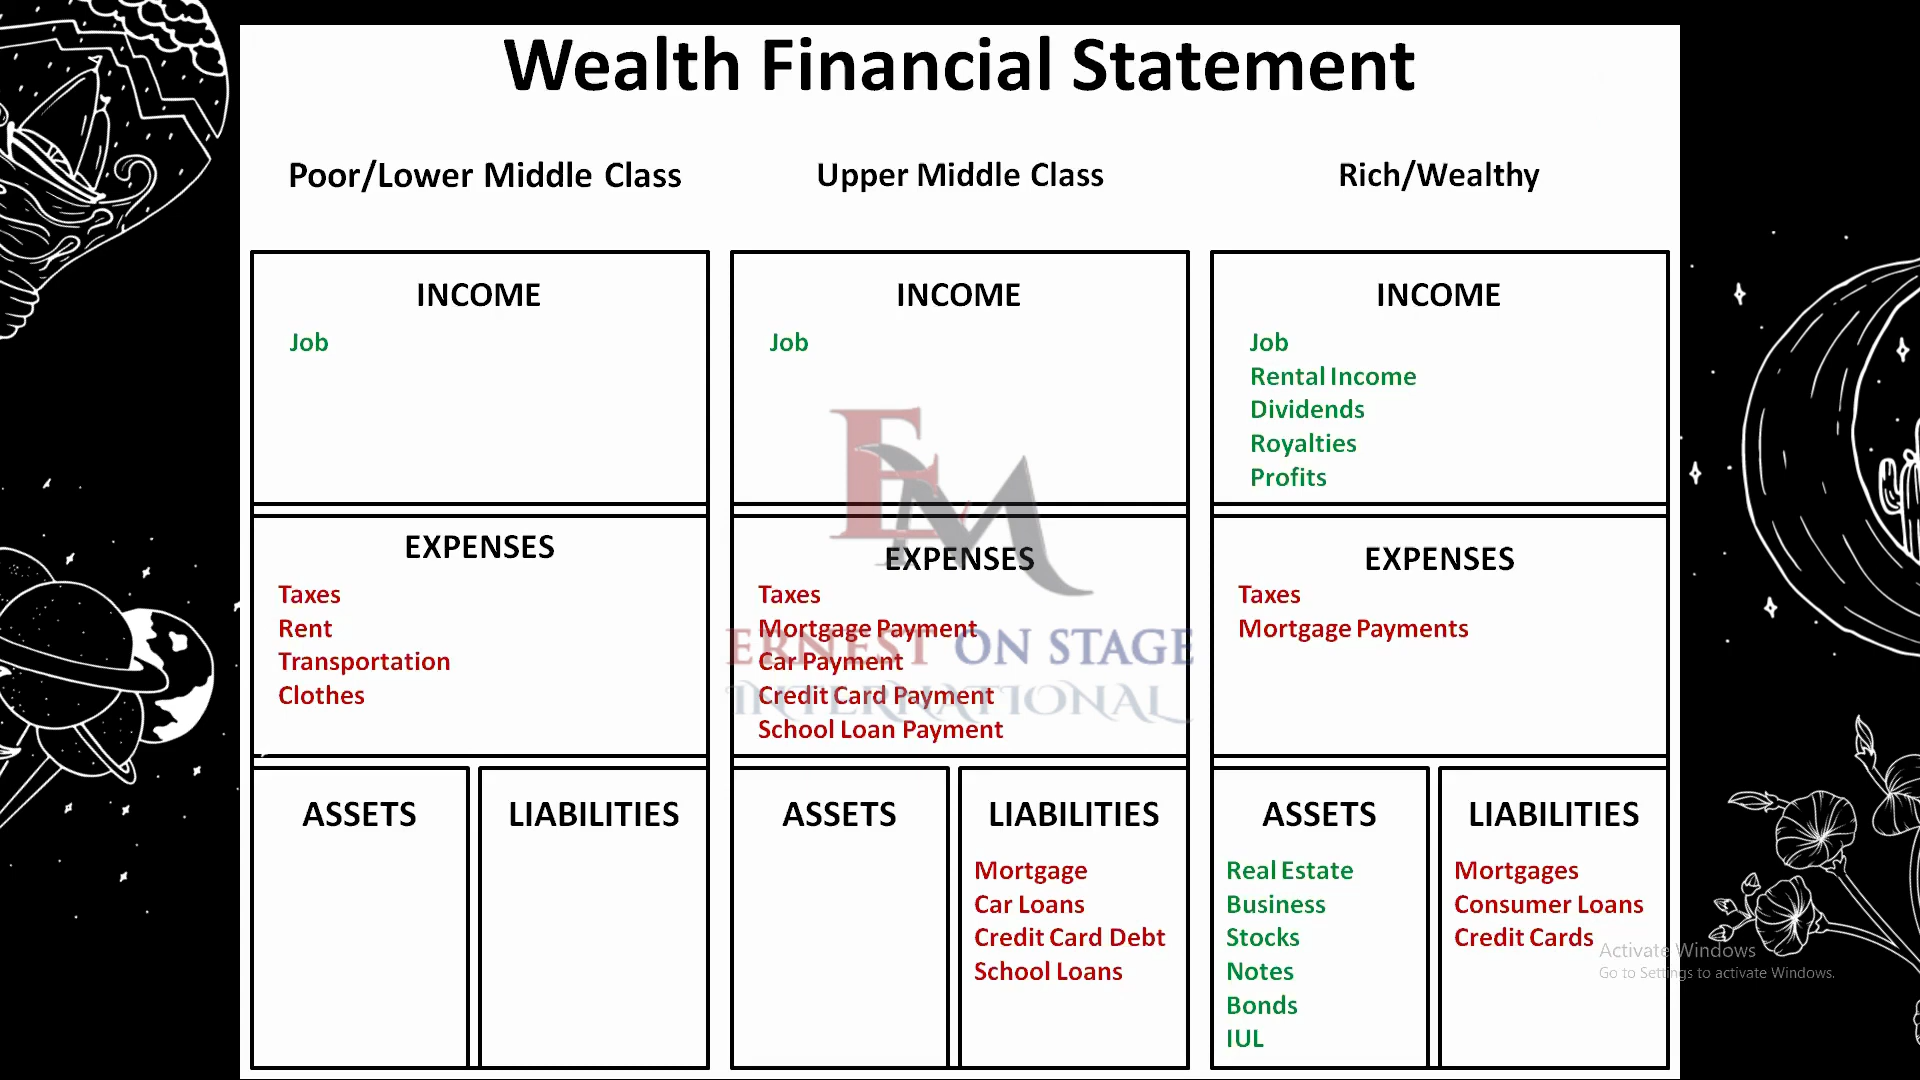 Wealth Financial Statement
Poor/Lower Middle Class
Upper Middle Class
Rich/Wealthy
INCOME
Job
EXPENSES
Taxes
Rent
Transportation
Clothes
ASSETS
LIABILITIES
INCOME
Job
EXPENSES
Taxes
Mortgage Payment
Car Payment
Credit Card Payment
School Loan Payment
ASSETS
LIABILITIES
Mortgage
Car Loans
Credit Card Debt
School Loans
INCOME
Job
Rental Income
Dividends
Royalties
Profits
EXPENSES
Taxes
Mortgage Payments
ASSETS
Real Estate
Business
Stocks
Notes
Bonds
IUL
LIABILITIES
Mortgages
Consumer Loans
Credit Cards
EM
ERNEST ON STAGE
INTERNATIONAL
Activate Windows
Go to Settings to activate Windows.